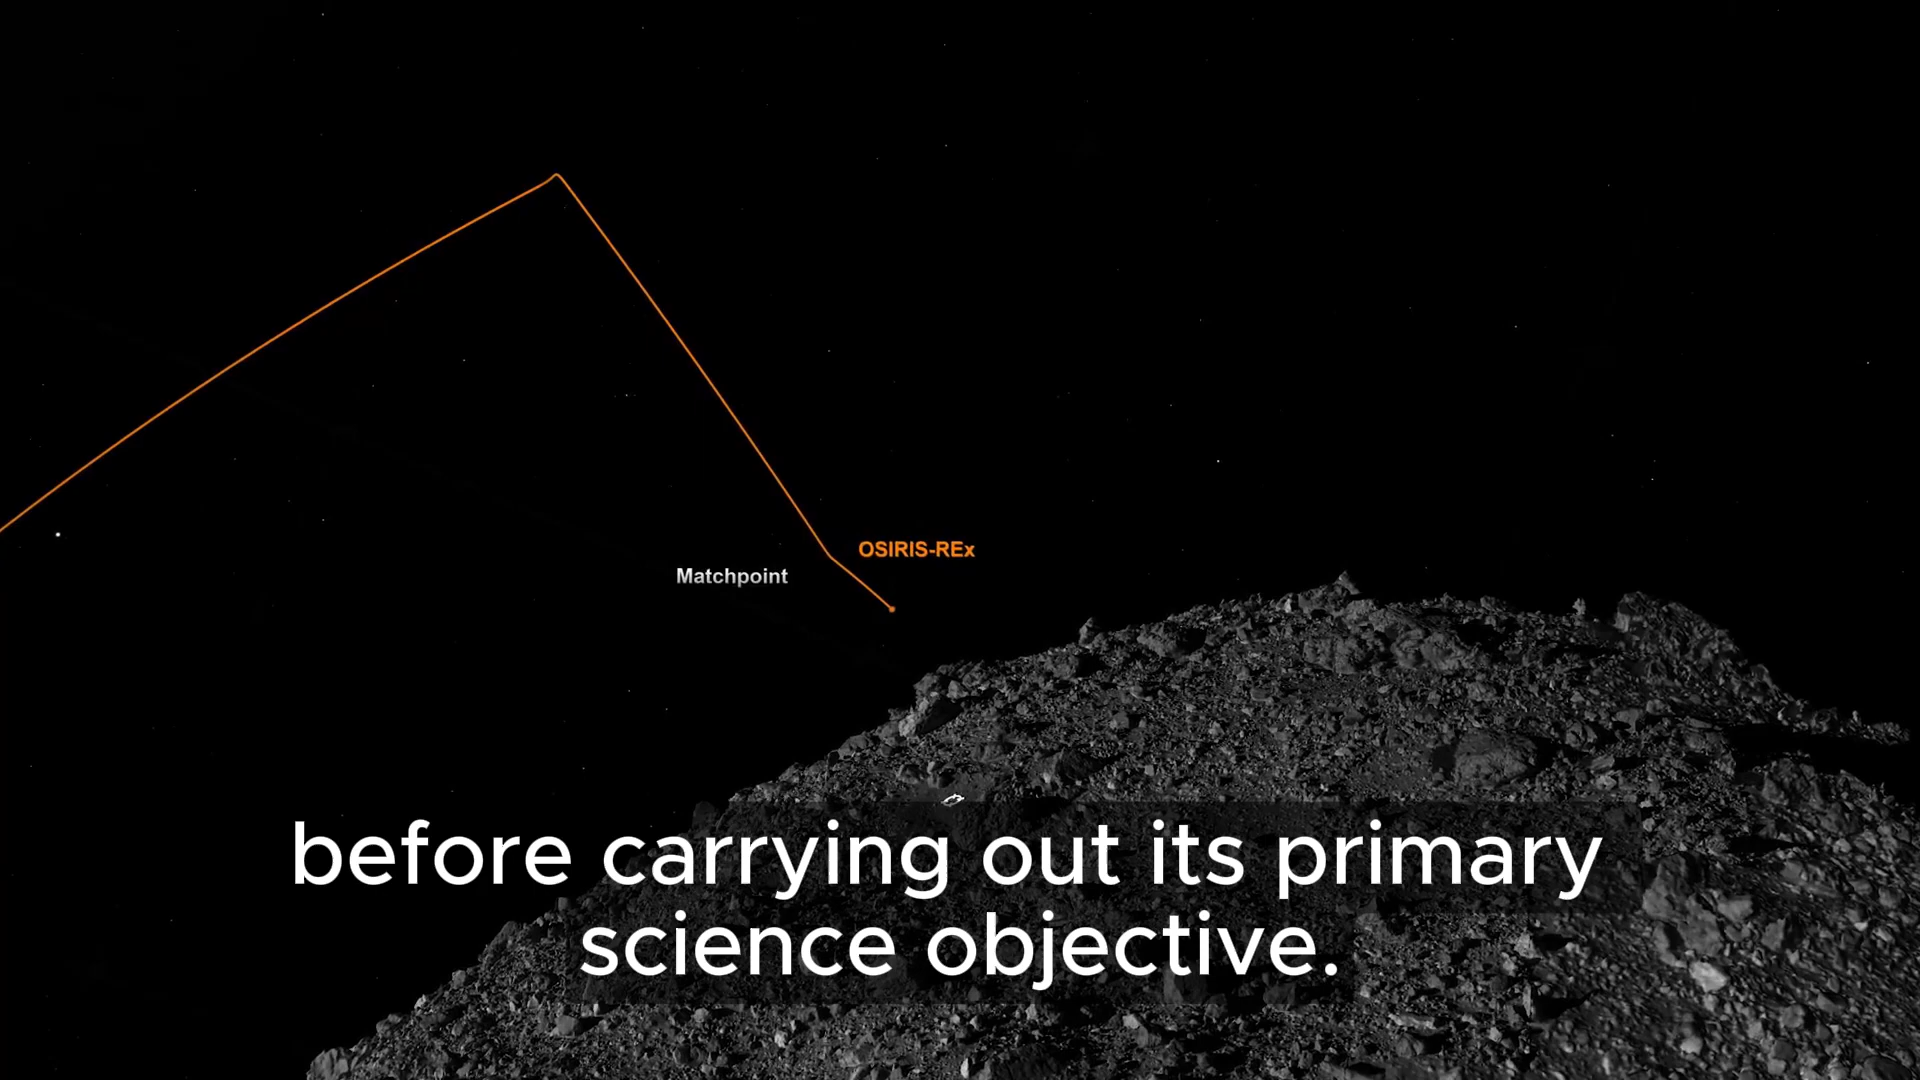 OSIRIS-REx
Matchpoint
before carrying out its primary
science objective.